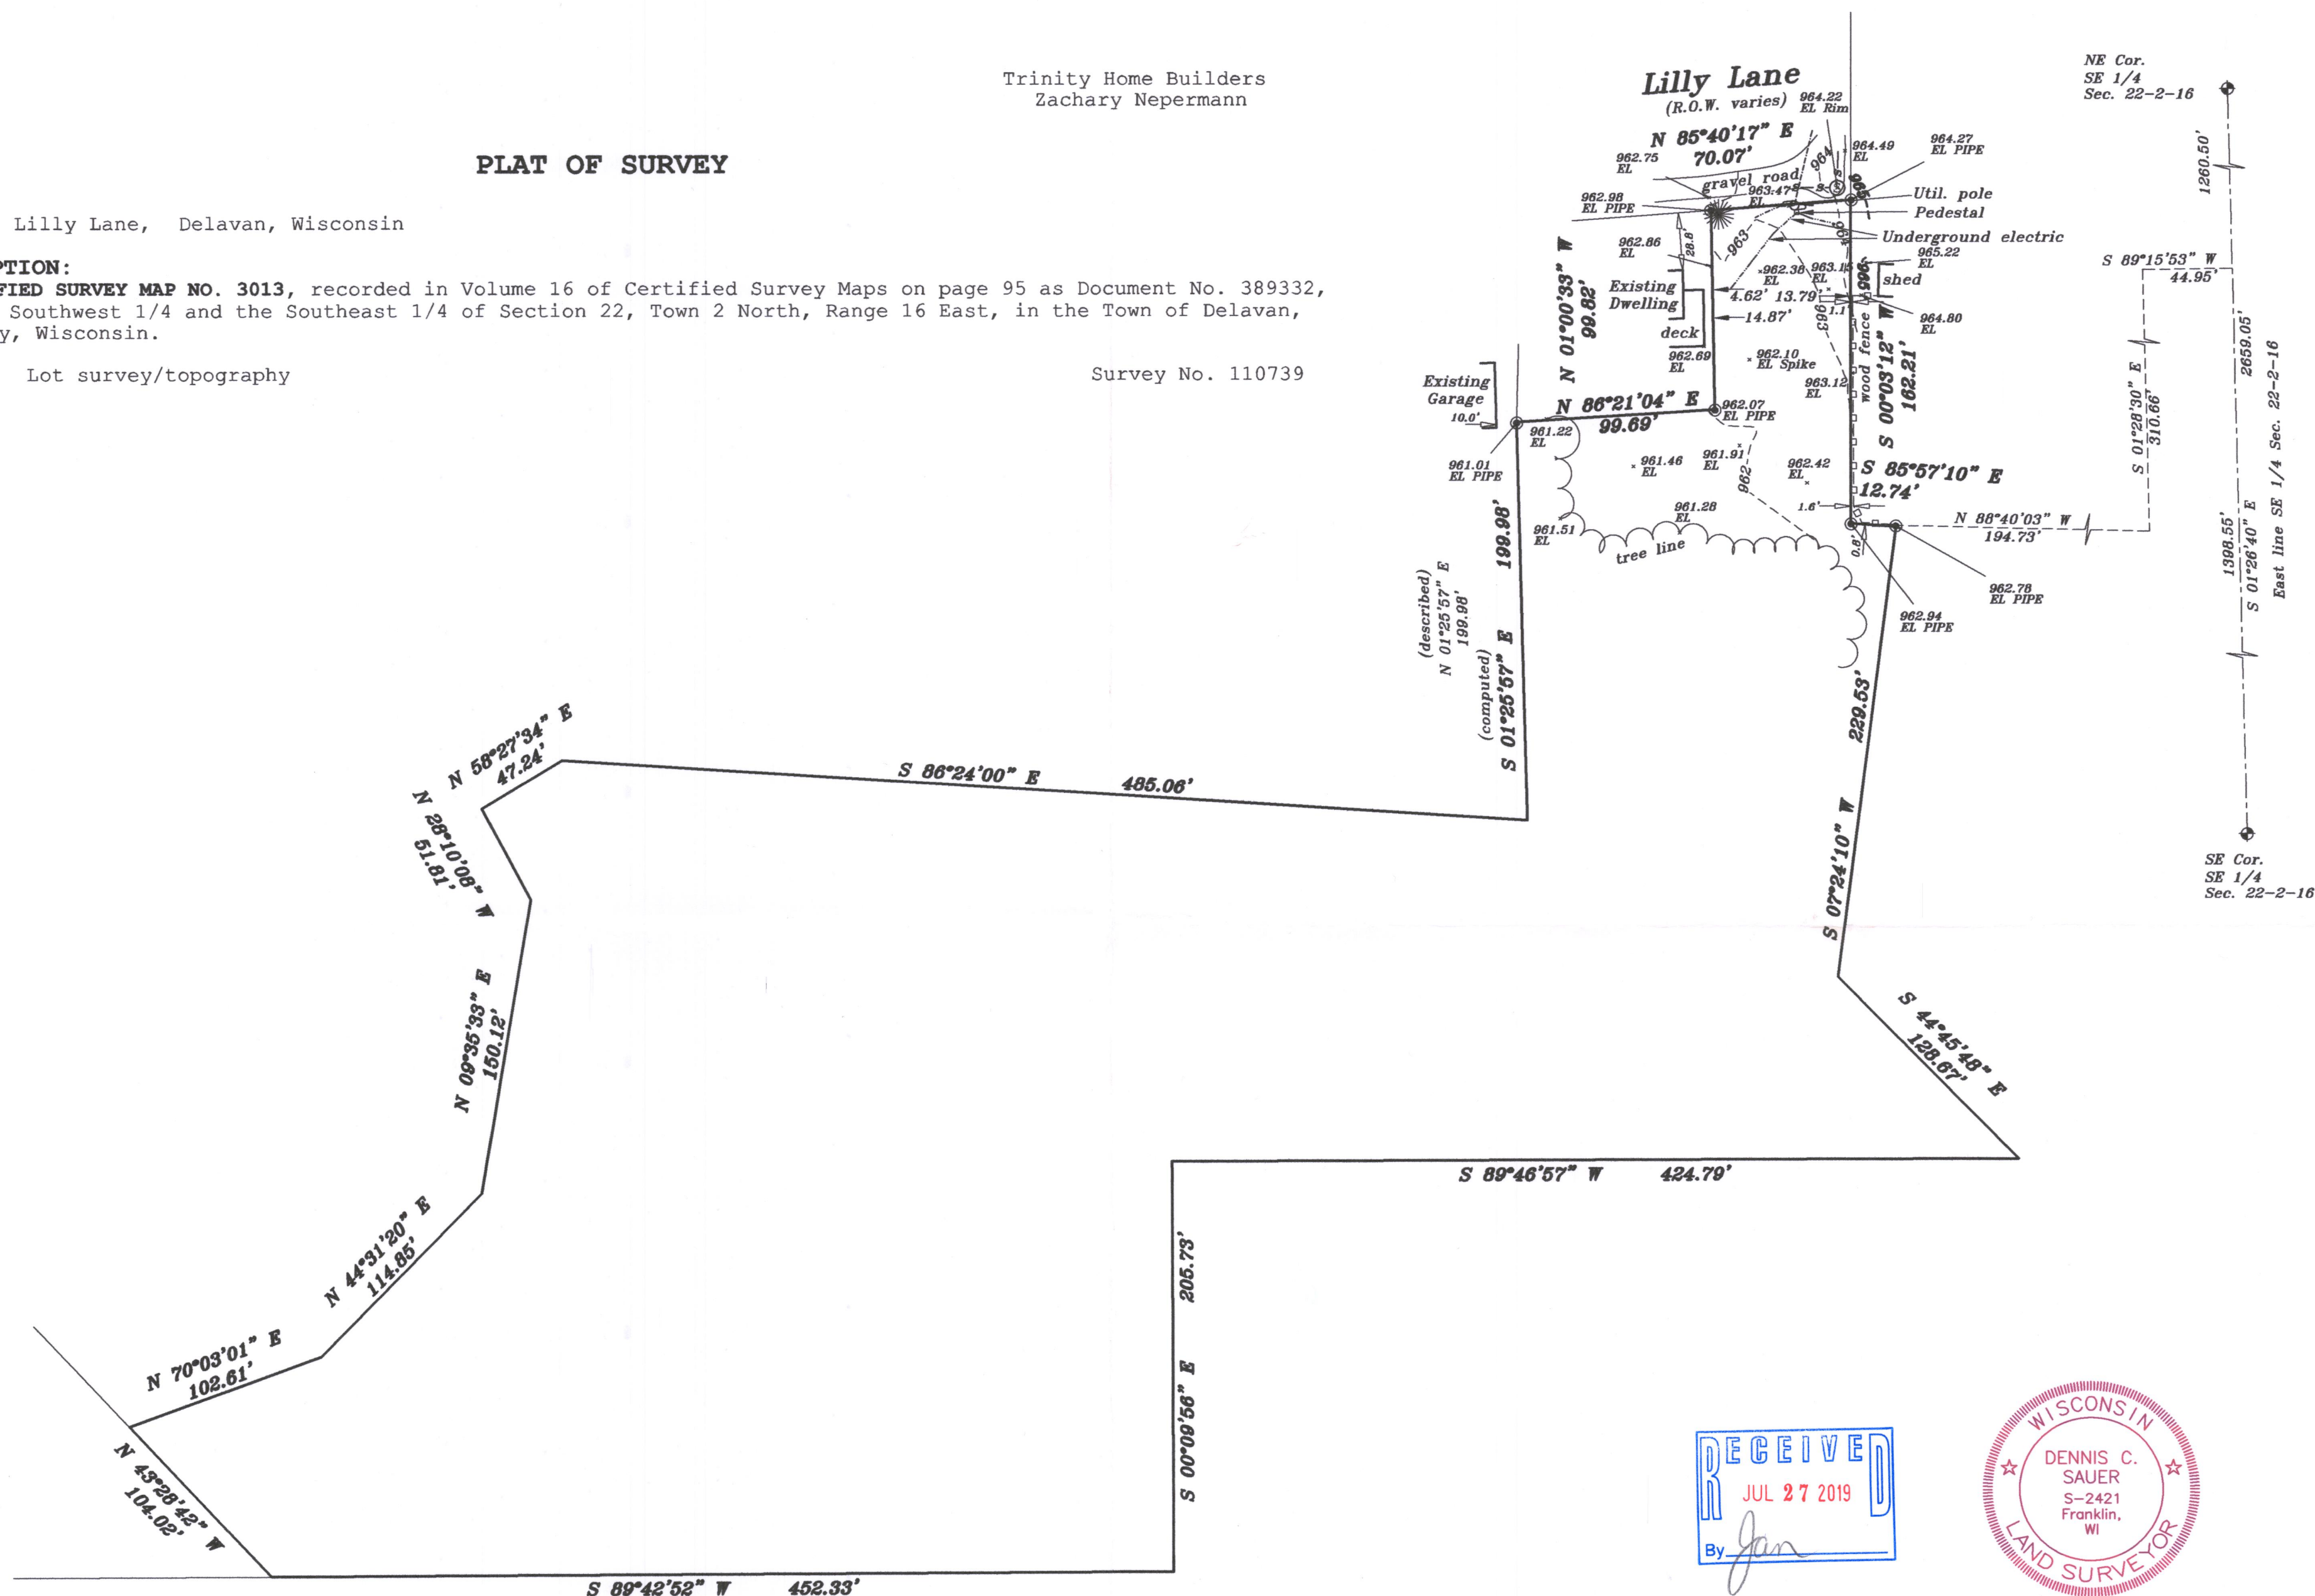 Trinity Home Builders
Zachary Nepermann
PLAT OF SURVEY
Lilly Lane, Delavan, Wisconsin
PTION:
FIED SURVEY MAP NO. 3013, recorded in Volume 16 of Certified Survey Maps on page 95 as Document No. 389332,
Southwest 1/4 and the Southeast 1/4 of Section 22, Town 2 North, Range 16 East, in the Town of Delavan,
y, Wisconsin.
Lot survey/topography
Survey No. 110739
Lilly Lane
(R.O.W. varies)
964.22
EL Rim
N 85°40'17" E
70.07'
962.75
EL
gravel road
964
964.49
EL
964.27
EL PIPE
965
962.98
EL PIPE
963.47
EL
S
S
S
S
Util. pole
Pedestal
Underground electric
962.86
EL
28.8'
963
964
965.22
EL
966
shed
N 01°00'33" W
99.82'
Existing
Dwelling
deck
962.38
EL
963.15
EL
4.62'
13.79'
1.1'
14.87'
964.80
EL
963
wood fence
S 00°03'12" W
162.21'
962.69
EL
962.10
EL Spike
963.12
EL
Existing
Garage
10.0'
N 86°21'04" E
99.69'
962.07
EL PIPE
961.22
EL
961.01
EL PIPE
961.46
EL
961.91
EL
962
962.42
EL
S 85°57'10" E
12.74'
1.6'
0.8'
961.51
EL
961.28
EL
tree line
N 88°40'03" W
194.73'
962.78
EL PIPE
962.94
EL PIPE
(described)
N 01°25'57" E
199.98'
(computed)
S 01°25'57" E 199.98'
NE Cor.
SE 1/4
Sec. 22-2-16
1260.50'
S 89°15'53" W
44.95'
S 01°28'30" E
310.66'
2659.05'
1398.55'
S 01°26'40" E
East line SE 1/4 Sec. 22-2-16
SE Cor.
SE 1/4
Sec. 22-2-16
S 07°24'10" W 229.53'
S 44°45'48" E
128.67'
S 89°46'57" W 424.79'
S 00°09'56" E 205.73'
S 89°42'52" W 452.33'
N 43°28'42" W
104.02'
N 70°03'01" E
102.61'
N 44°31'20" E
114.85'
N 09°35'33" E
150.12'
N 28°10'08" W
51.81'
N 58°27'34" E
47.24'
S 86°24'00" E 485.06'
RECEIVED
JUL 27 2019
By Jan
WISCONSIN
DENNIS C.
SAUER
S-2421
Franklin,
WI
LAND SURVEYOR